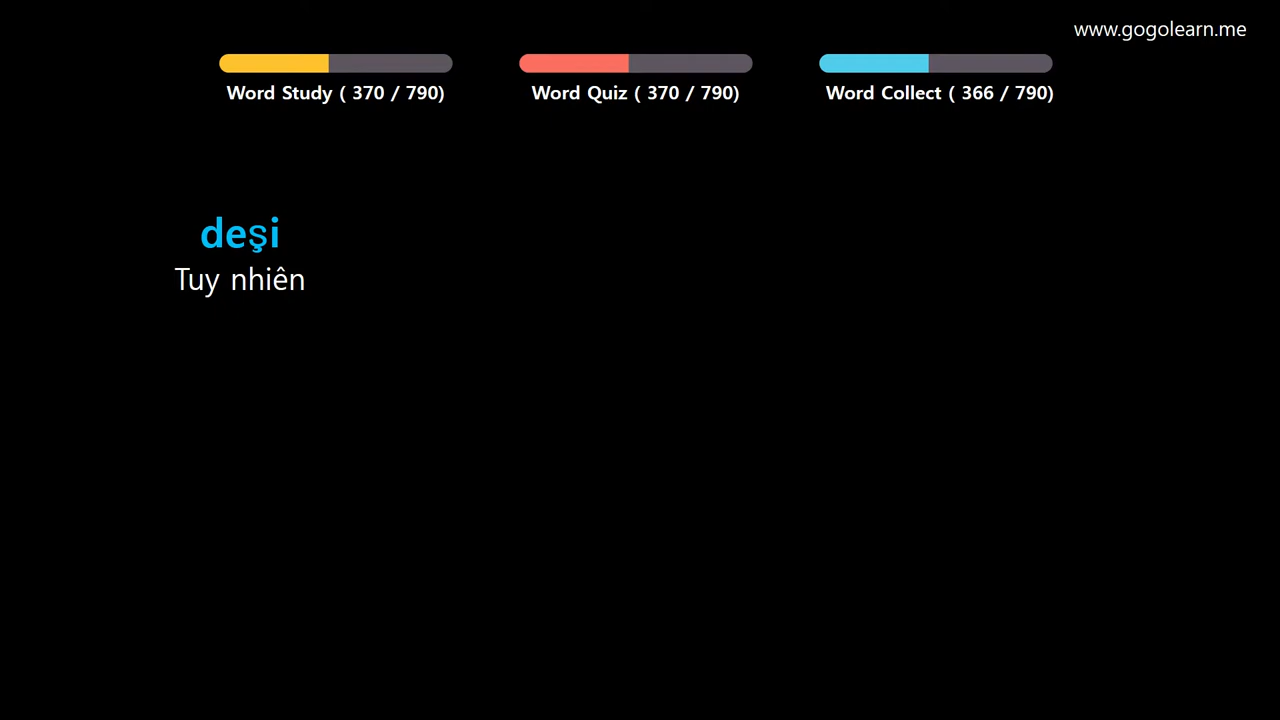 www.gogolearn.me
Word Study ( 370 / 790)
Word Quiz ( 370 / 790)
Word Collect ( 366 / 790)
deşi
Tuy nhiên